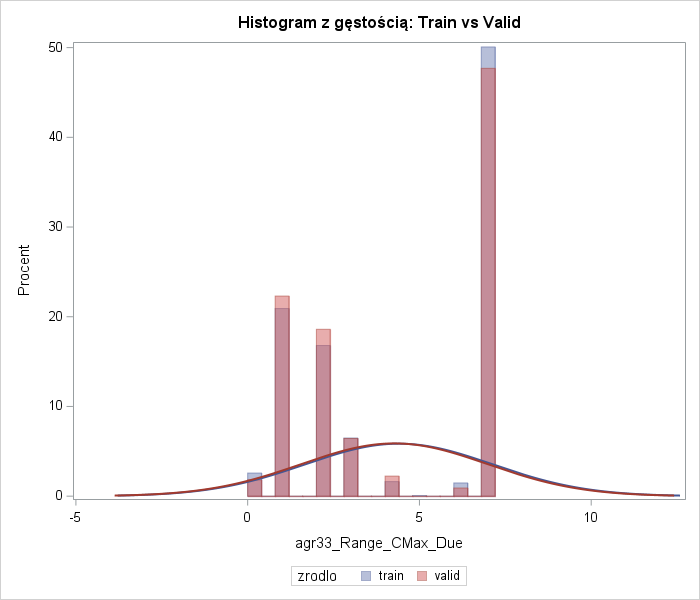 Histogram z gęstością: Train vs Valid
50
40
30
20
10
0
Procent
-5
0
5
10
agr33_Range_CMax_Due
zrodlo train valid